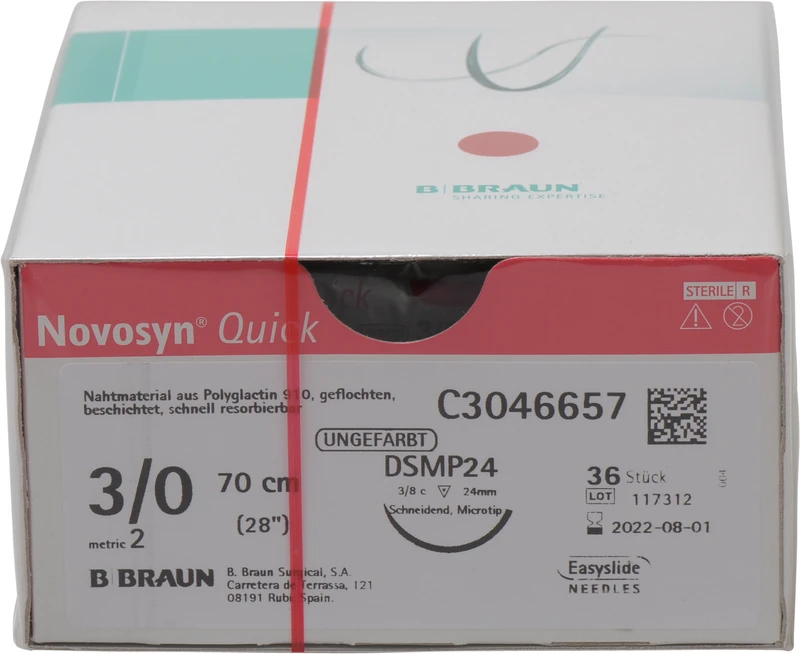 B|BRAUN
SHARING EXPERTISE
Novosyn® Quick
STERILE R
Nahtmaterial aus Polyglactin 910, geflochten,
beschichtet, schnell resorbierbar
C3046657
UNGEFARBT
3/0 70 cm
(28")
metric 2
DSMP24
3/8 c 24mm
Schneidend, Microtip
36 Stück
LOT 117312
2022-08-01
B|BRAUN
B. Braun Surgical, S.A.
Carretera de Terrassa, 121
08191 Rubí Spain.
Easyslide
NEEDLES